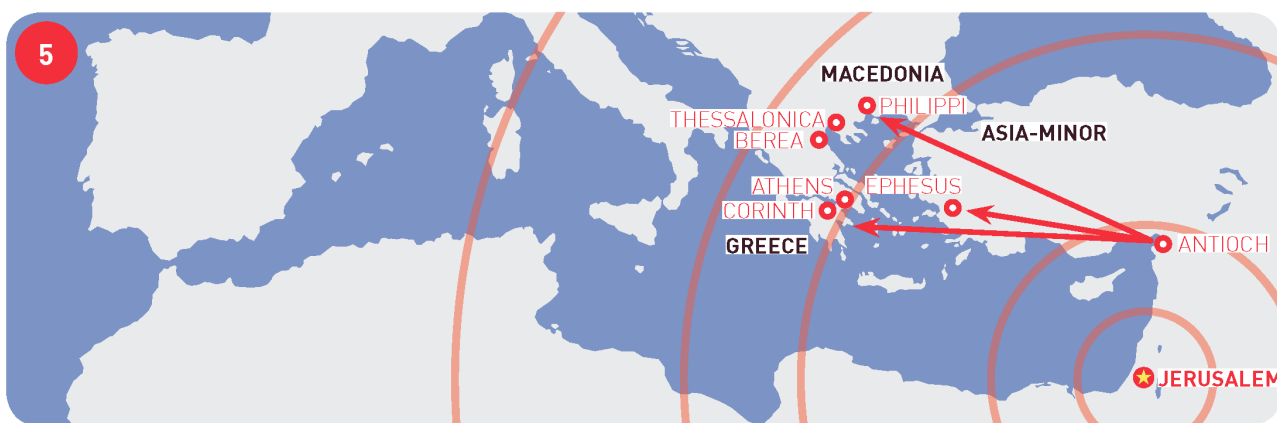 5
MACEDONIA
PHILIPPI
THESSALONICA
ASIA-MINOR
BEREA
ATHENS
EPHESUS
CORINTH
GREECE
ANTIOCH
JERUSALEM